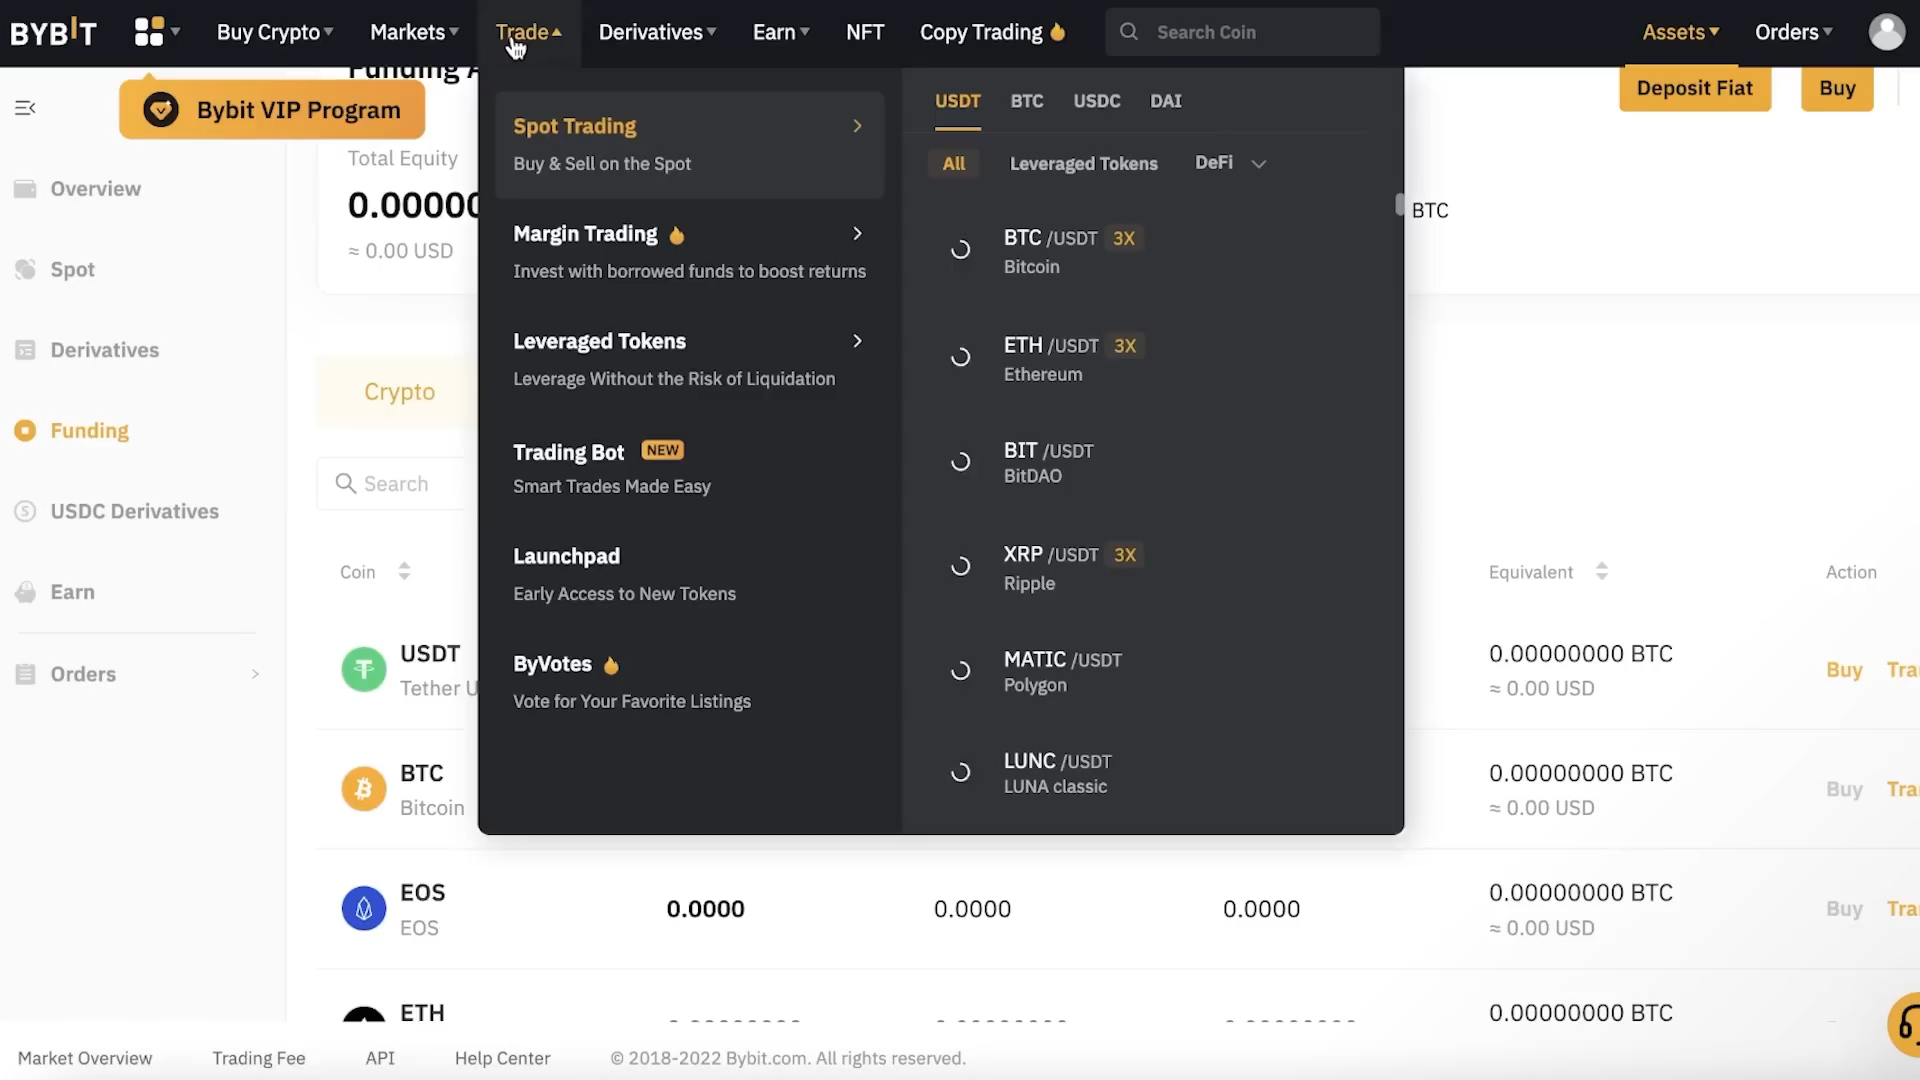 BYBIT
Buy Crypto
Markets
Trade
Derivatives
Earn
NFT
Copy Trading
Search Coin
Assets
Orders
Funding A
Bybit VIP Program
Deposit Fiat
Buy
Overview
Spot
Derivatives
Funding
USDC Derivatives
Earn
Orders
Total Equity
0.00000
≈ 0.00 USD
BTC
Crypto
Search
Spot Trading
Buy & Sell on the Spot
Margin Trading
Invest with borrowed funds to boost returns
Leveraged Tokens
Leverage Without the Risk of Liquidation
Trading Bot NEW
Smart Trades Made Easy
Launchpad
Early Access to New Tokens
ByVotes
Vote for Your Favorite Listings
USDT BTC USDC DAI
All Leveraged Tokens DeFi
BTC /USDT 3X
Bitcoin
ETH /USDT 3X
Ethereum
BIT /USDT
BitDAO
XRP /USDT 3X
Ripple
MATIC /USDT
Polygon
LUNC /USDT
LUNA classic
Coin
Equivalent
Action
USDT
Tether U
0.00000000 BTC
≈ 0.00 USD
Buy
Tra
BTC
Bitcoin
0.00000000 BTC
≈ 0.00 USD
Buy
Tra
EOS
EOS
0.0000
0.0000
0.0000
0.00000000 BTC
≈ 0.00 USD
Buy
Tra
ETH
0.00000000 BTC
Market Overview
Trading Fee
API
Help Center
© 2018-2022 Bybit.com. All rights reserved.